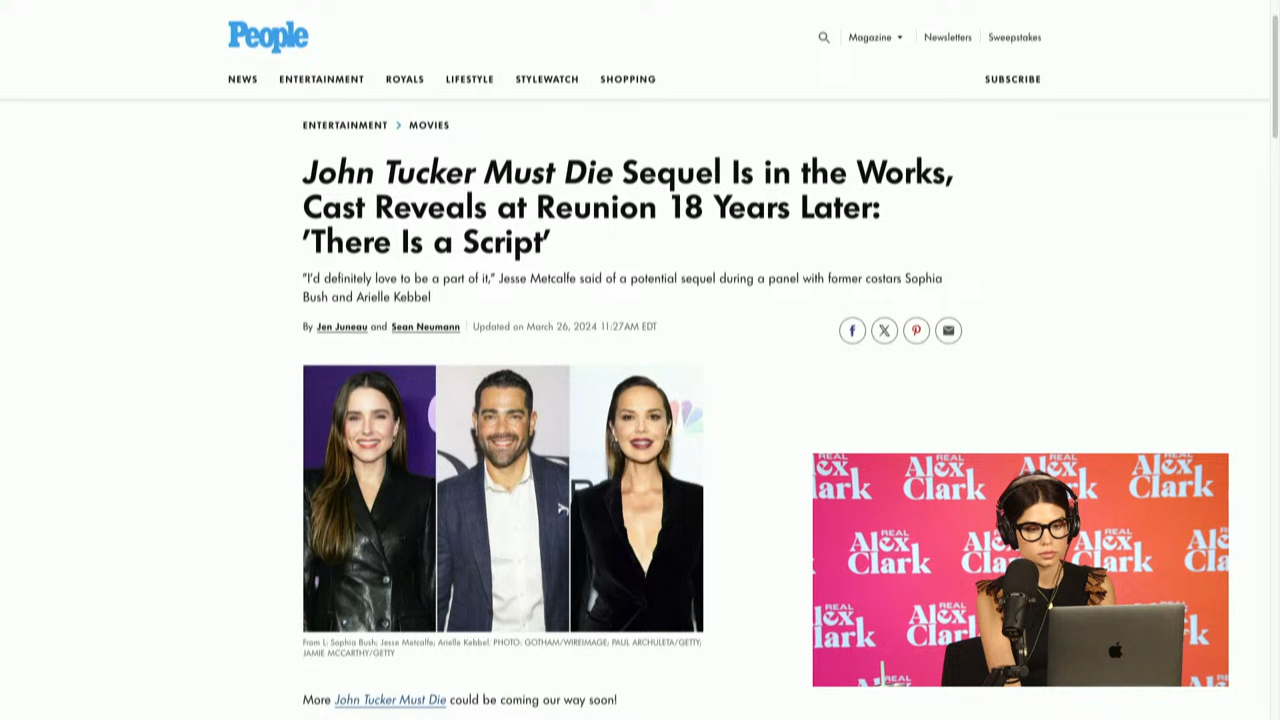 People
Magazine
Newsletters
Sweepstakes
NEWS ENTERTAINMENT ROYALS LIFESTYLE STYLEWATCH SHOPPING SUBSCRIBE
ENTERTAINMENT > MOVIES
John Tucker Must Die Sequel Is in the Works,
Cast Reveals at Reunion 18 Years Later:
'There Is a Script'
"I'd definitely love to be a part of it," Jesse Metcalfe said of a potential sequel during a panel with former costars Sophia
Bush and Arielle Kebbel
By Jen Juneau and Sean Neumann | Updated on March 26, 2024 11:27AM EDT
From L: Sophia Bush; Jesse Metcalfe; Arielle Kebbel. PHOTO: GOTHAM/WIREIMAGE; PAUL ARCHULETA/GETTY;
JAMIE MCCARTHY/GETTY
More John Tucker Must Die could be coming our way soon!
REAL
Alex
Clark